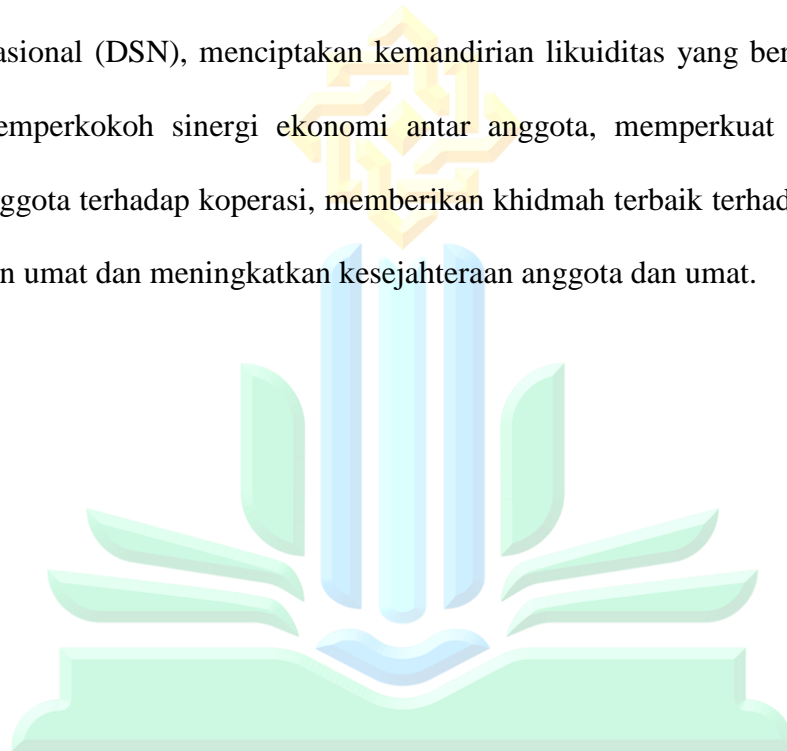 asional (DSN), menciptakan kemandirian likuiditas yang ber
emperkokoh sinergi ekonomi antar anggota, memperkuat
ggota terhadap koperasi, memberikan khidmah terbaik terhad
n umat dan meningkatkan kesejahteraan anggota dan umat.